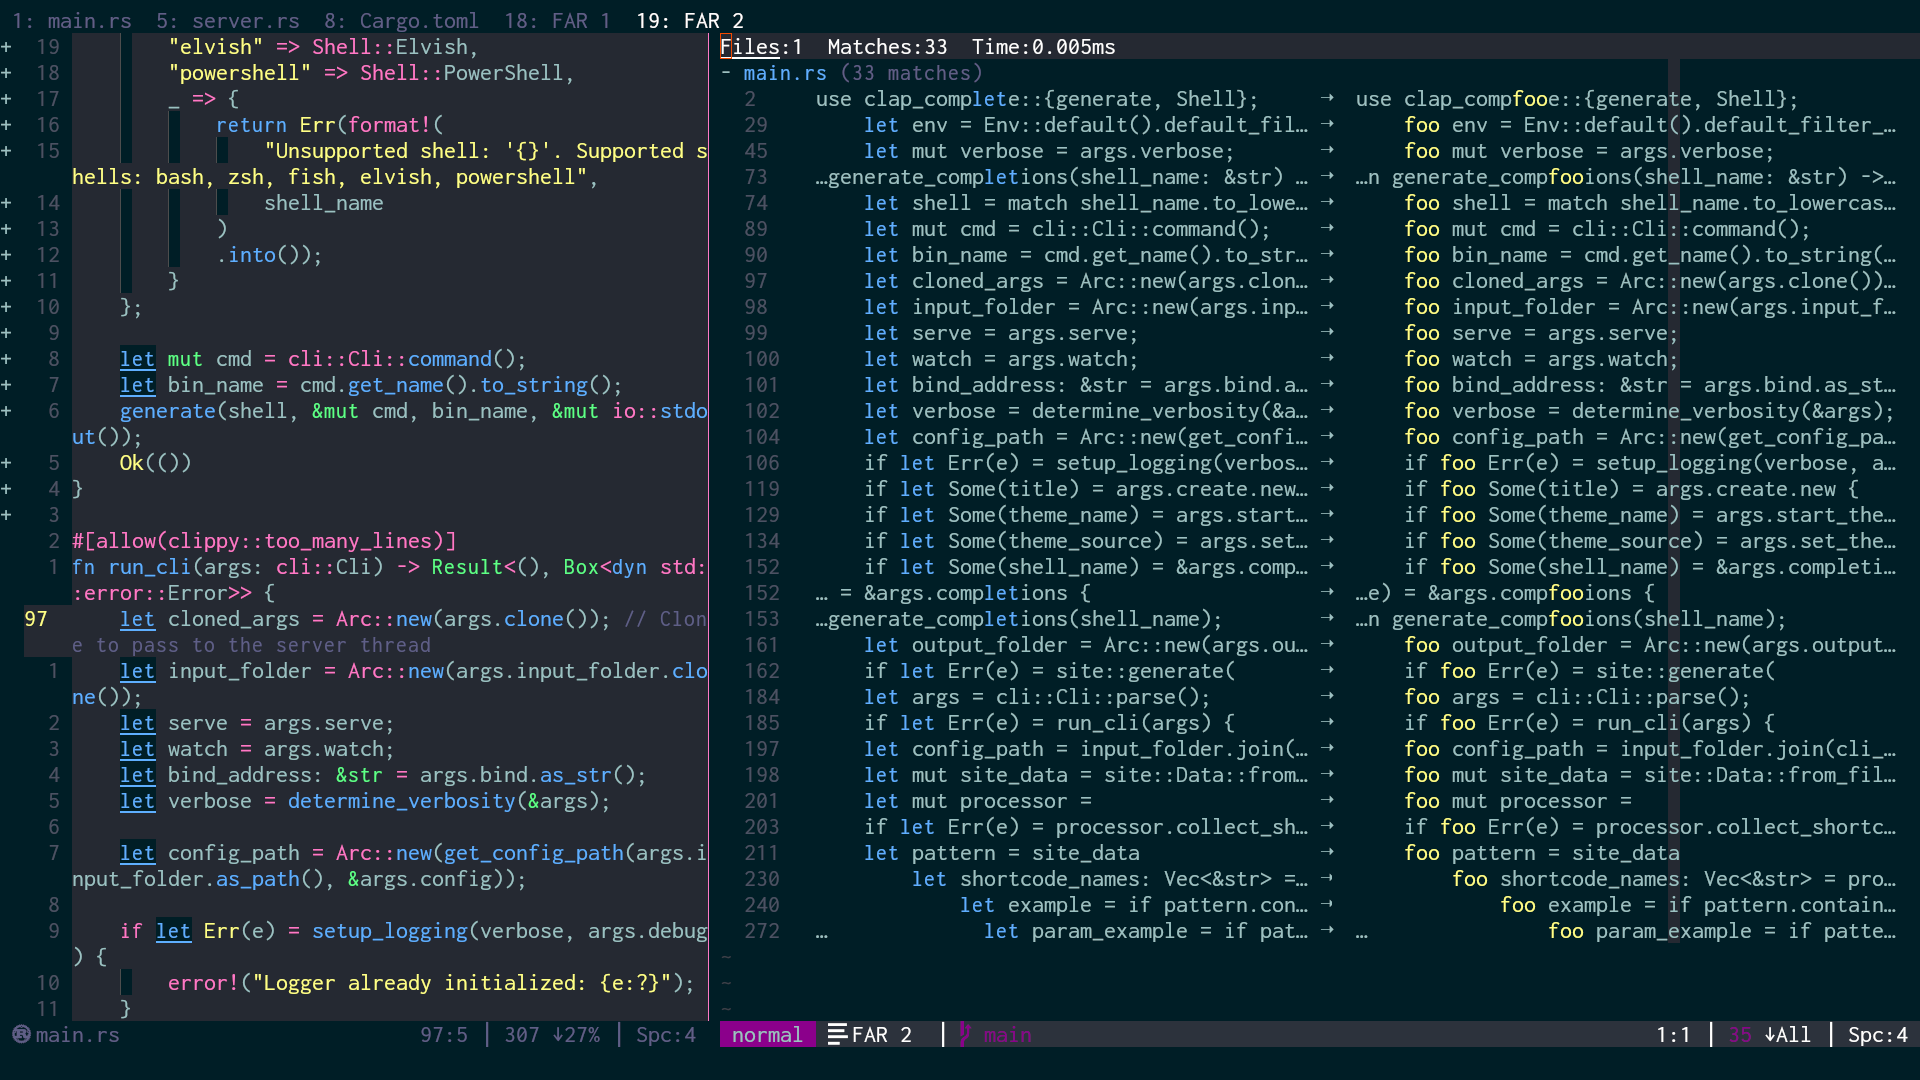 1: main.rs  5: server.rs  8: Cargo.toml  18: FAR 1  19: FAR 2
+ 19         "elvish" => Shell::Elvish,
+ 18         "powershell" => Shell::PowerShell,
+ 17         _ => {
+ 16             return Err(format!(
+ 15                 "Unsupported shell: '{}'. Supported s
hells: bash, zsh, fish, elvish, powershell",
+ 14                 shell_name
+ 13             )
+ 12             .into());
+ 11         }
+ 10     };
+ 9
+ 8     let mut cmd = cli::Cli::command();
+ 7     let bin_name = cmd.get_name().to_string();
+ 6     generate(shell, &mut cmd, bin_name, &mut io::stdo
ut());
+ 5     Ok(())
+ 4 }
+ 3
2 #[allow(clippy::too_many_lines)]
1 fn run_cli(args: cli::Cli) -> Result<(), Box<dyn std:
:error::Error>> {
97     let cloned_args = Arc::new(args.clone()); // Clon
e to pass to the server thread
1     let input_folder = Arc::new(args.input_folder.clo
ne());
2     let serve = args.serve;
3     let watch = args.watch;
4     let bind_address: &str = args.bind.as_str();
5     let verbose = determine_verbosity(&args);
6
7     let config_path = Arc::new(get_config_path(args.i
nput_folder.as_path(), &args.config));
8
9     if let Err(e) = setup_logging(verbose, args.debug
) {
10         error!("Logger already initialized: {e:?}");
11     }
main.rs  97:5 │ 307 ↓27% │ Spc:4
Files:1  Matches:33  Time:0.005ms
- main.rs (33 matches)
2 use clap_complete::{generate, Shell}; → use clap_compfooe::{generate, Shell};
29 let env = Env::default().default_fil… → foo env = Env::default().default_filter_…
45 let mut verbose = args.verbose; → foo mut verbose = args.verbose;
73 …generate_completions(shell_name: &str) … → …n generate_compfooions(shell_name: &str) ->…
74 let shell = match shell_name.to_lowe… → foo shell = match shell_name.to_lowercas…
89 let mut cmd = cli::Cli::command(); → foo mut cmd = cli::Cli::command();
90 let bin_name = cmd.get_name().to_str… → foo bin_name = cmd.get_name().to_string(…
97 let cloned_args = Arc::new(args.clon… → foo cloned_args = Arc::new(args.clone())…
98 let input_folder = Arc::new(args.inp… → foo input_folder = Arc::new(args.input_f…
99 let serve = args.serve; → foo serve = args.serve;
100 let watch = args.watch; → foo watch = args.watch;
101 let bind_address: &str = args.bind.a… → foo bind_address: &str = args.bind.as_st…
102 let verbose = determine_verbosity(&a… → foo verbose = determine_verbosity(&args);
104 let config_path = Arc::new(get_confi… → foo config_path = Arc::new(get_config_pa…
106 if let Err(e) = setup_logging(verbos… → if foo Err(e) = setup_logging(verbose, a…
119 if let Some(title) = args.create.new… → if foo Some(title) = args.create.new {
129 if let Some(theme_name) = args.start… → if foo Some(theme_name) = args.start_the…
134 if let Some(theme_source) = args.set… → if foo Some(theme_source) = args.set_the…
152 if let Some(shell_name) = &args.comp… → if foo Some(shell_name) = &args.completi…
152 … = &args.completions { → …e) = &args.compfooions {
153 …generate_completions(shell_name); → …n generate_compfooions(shell_name);
161 let output_folder = Arc::new(args.ou… → foo output_folder = Arc::new(args.output…
162 if let Err(e) = site::generate( → if foo Err(e) = site::generate(
184 let args = cli::Cli::parse(); → foo args = cli::Cli::parse();
185 if let Err(e) = run_cli(args) { → if foo Err(e) = run_cli(args) {
197 let config_path = input_folder.join(… → foo config_path = input_folder.join(cli_…
198 let mut site_data = site::Data::from… → foo mut site_data = site::Data::from_fil…
201 let mut processor = → foo mut processor =
203 if let Err(e) = processor.collect_sh… → if foo Err(e) = processor.collect_shortc…
211 let pattern = site_data → foo pattern = site_data
230 let shortcode_names: Vec<&str> =… → foo shortcode_names: Vec<&str> = pro…
240 let example = if pattern.con… → foo example = if pattern.contain…
272 … let param_example = if pat… → … foo param_example = if patte…
~
~
~
normal  FAR 2 │ main  1:1 │ 35 ↓All │ Spc:4